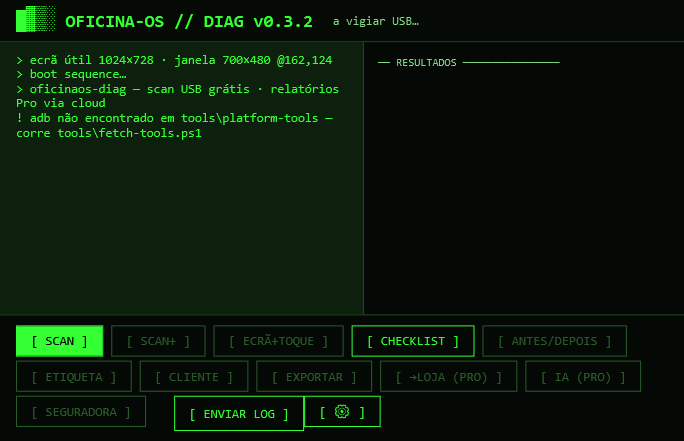 OFICINA-OS // DIAG v0.3.2 a vigiar USB…
> ecrã útil 1024×728 · janela 700×480 @162,124
> boot sequence…
> oficinaos-diag — scan USB grátis · relatórios
Pro via cloud
! adb não encontrado em tools\platform-tools —
corre tools\fetch-tools.ps1
── RESULTADOS ────────────────
[ SCAN ] [ SCAN+ ] [ ECRÃ+TOQUE ] [ CHECKLIST ] [ ANTES/DEPOIS ]
[ ETIQUETA ] [ CLIENTE ] [ EXPORTAR ] [ →LOJA (PRO) ] [ IA (PRO) ]
[ SEGURADORA ] [ ENVIAR LOG ] [ ⚙ ]